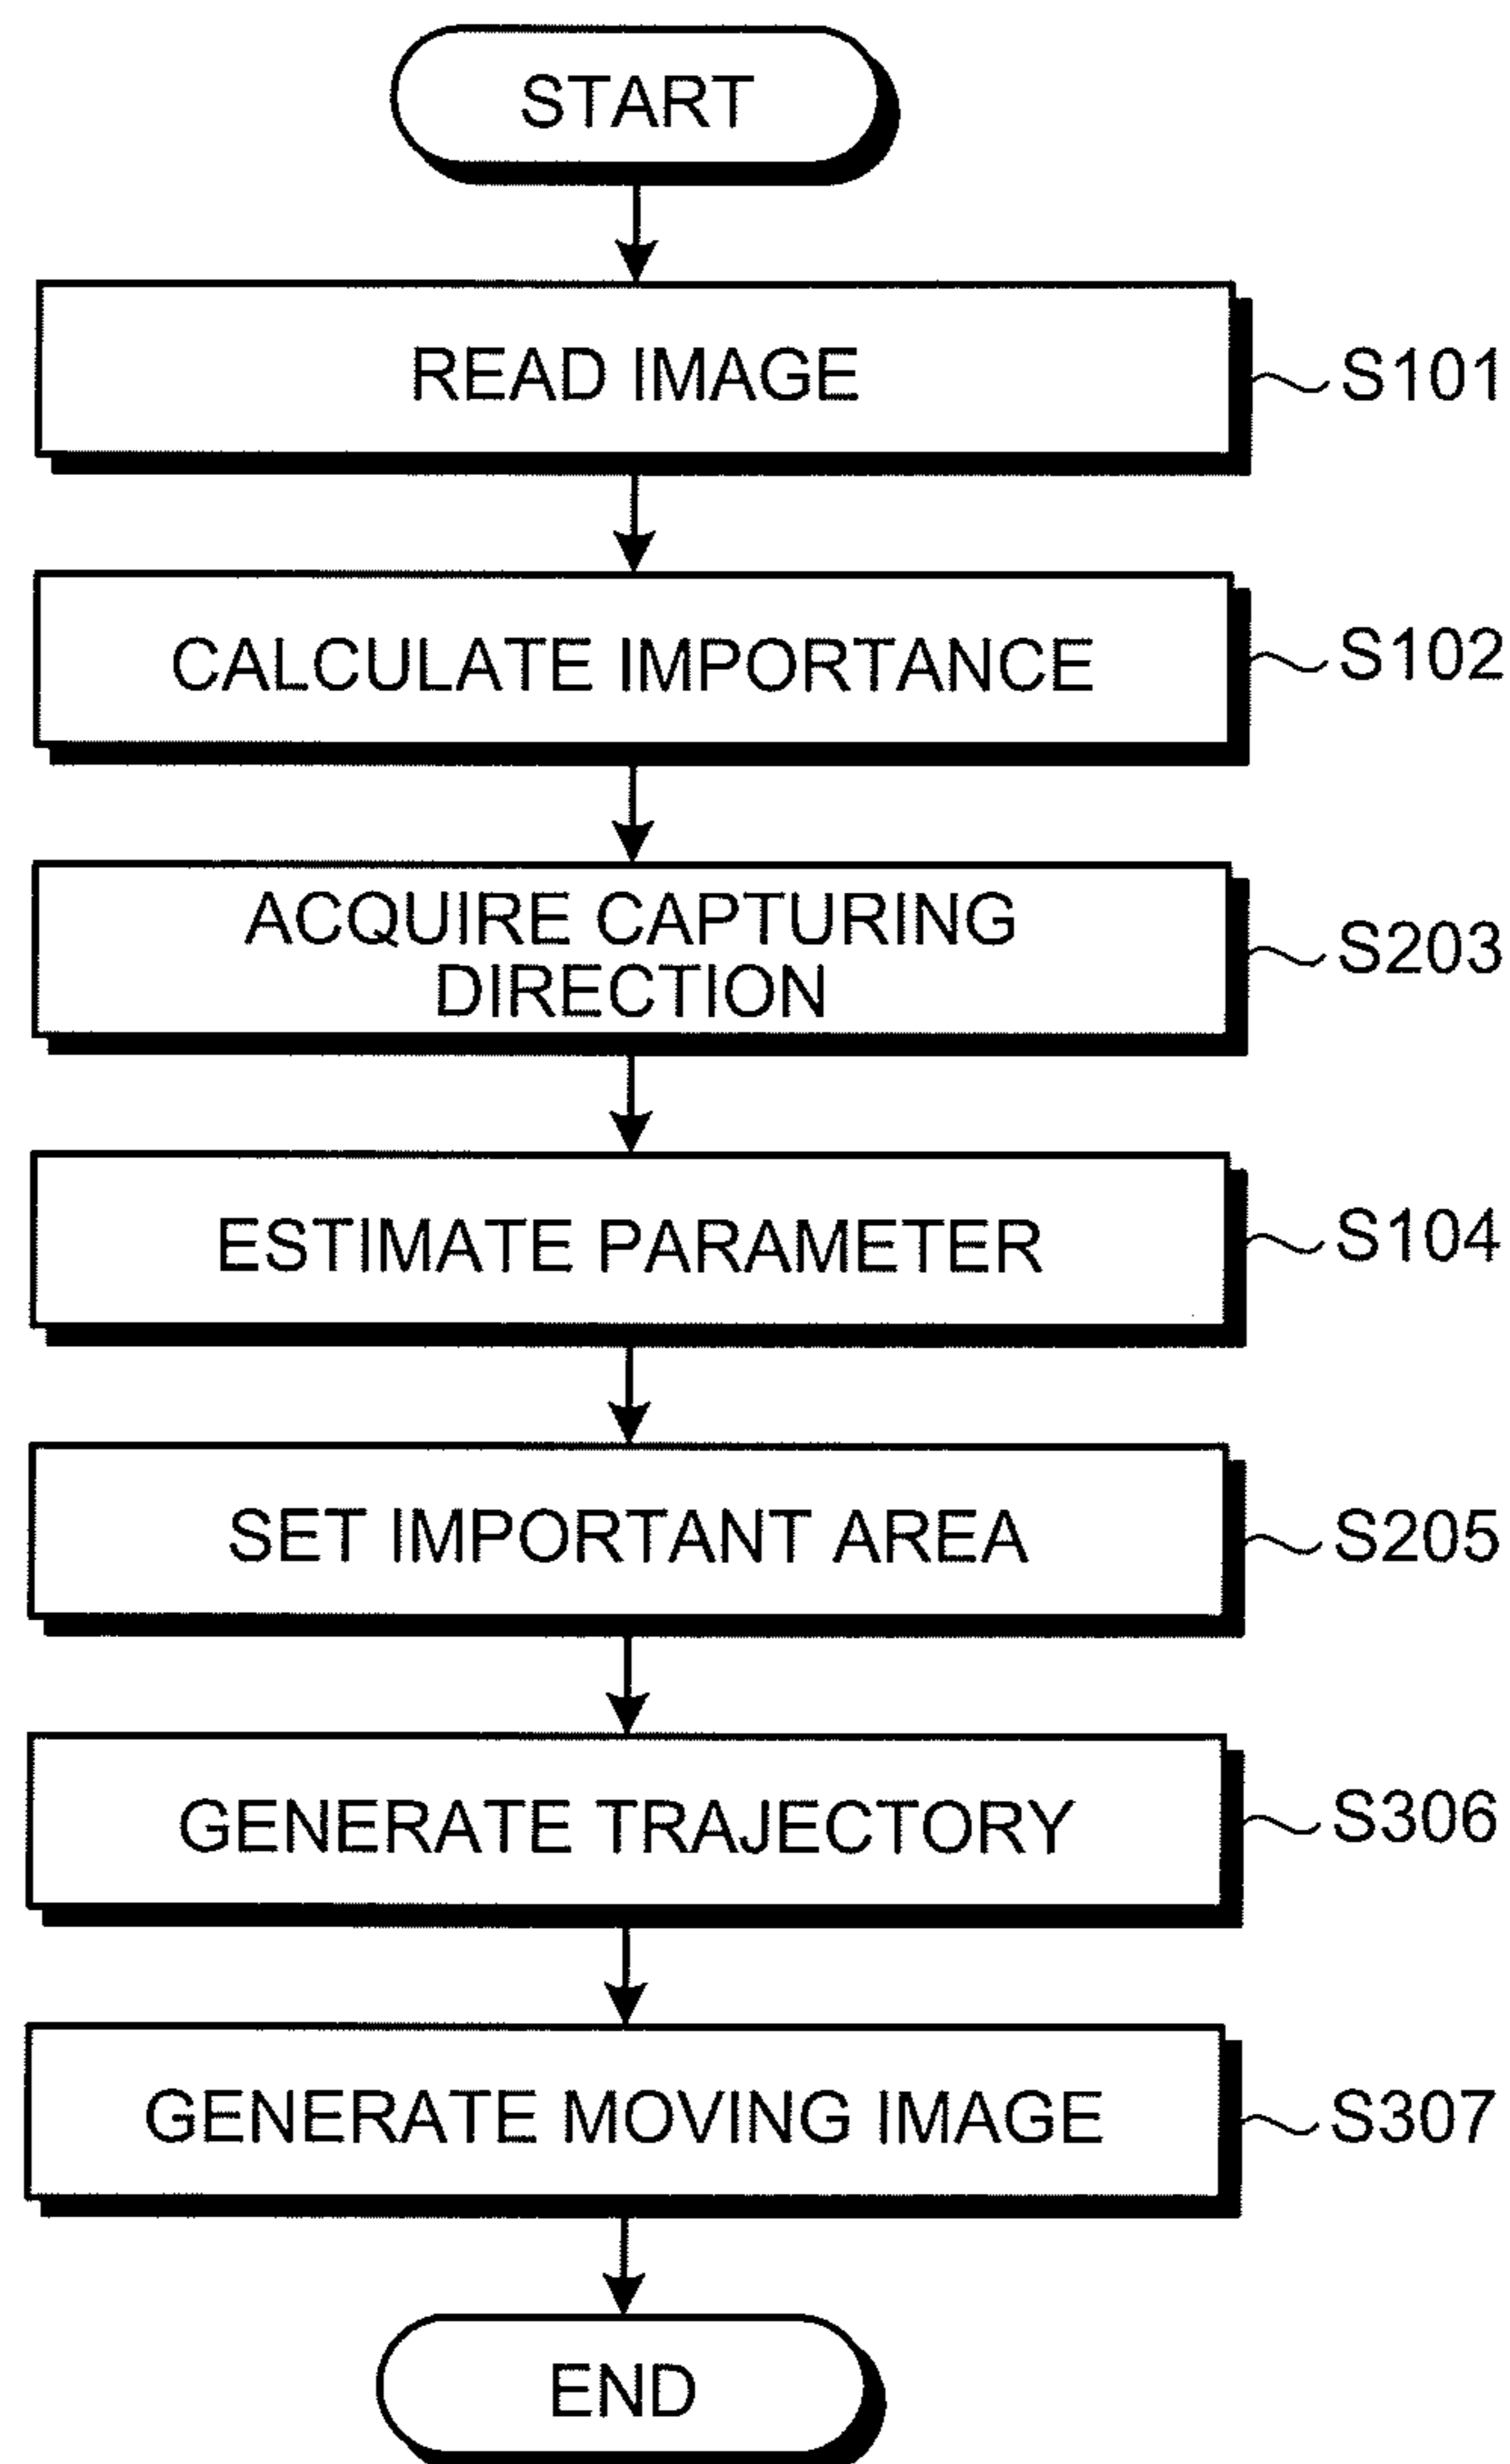 START
READ IMAGE
S101
CALCULATE IMPORTANCE
S102
ACQUIRE CAPTURING
DIRECTION
S203
ESTIMATE PARAMETER
S104
SET IMPORTANT AREA
S205
GENERATE TRAJECTORY
S306
GENERATE MOVING IMAGE
S307
END